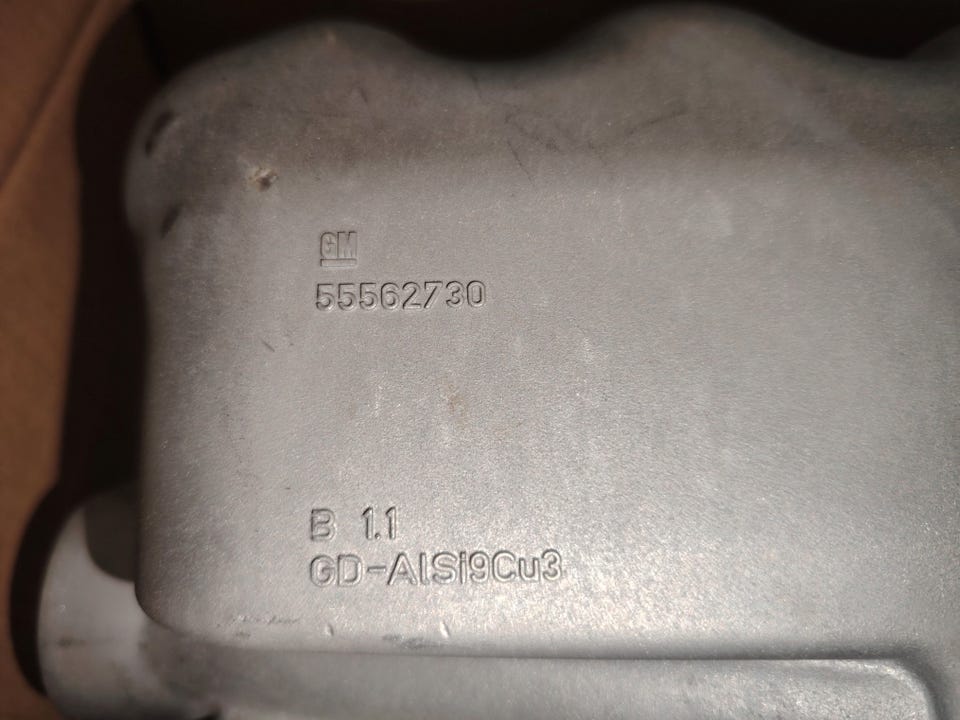 GM
55562730
B 1.1
GD-AlSi9Cu3